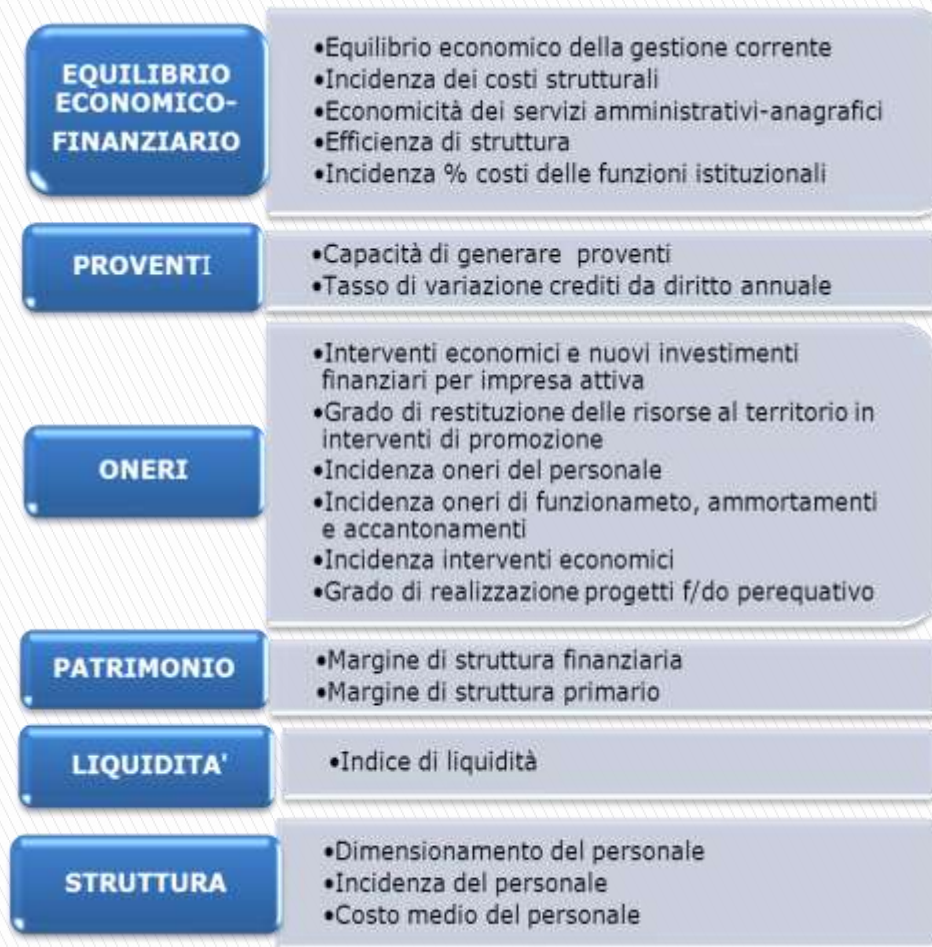 EQUILIBRIO
ECONOMICO-
FINANZIARIO
•Equilibrio economico della gestione corrente
•Incidenza dei costi strutturali
•Economicità dei servizi amministrativi-anagrafici
•Efficienza di struttura
•Incidenza % costi delle funzioni istituzionali
PROVENTI
•Capacità di generare proventi
•Tasso di variazione crediti da diritto annuale
ONERI
•Interventi economici e nuovi investimenti
finanziari per impresa attiva
•Grado di restituzione delle risorse al territorio in
interventi di promozione
•Incidenza oneri del personale
•Incidenza oneri di funzionameto, ammortamenti
e accantonamenti
•Incidenza interventi economici
•Grado di realizzazione progetti f/do perequativo
PATRIMONIO
•Margine di struttura finanziaria
•Margine di struttura primario
LIQUIDITA'
•Indice di liquidità
STRUTTURA
•Dimensionamento del personale
•Incidenza del personale
•Costo medio del personale